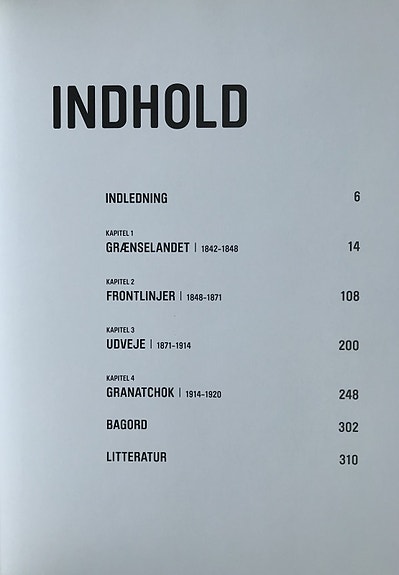 INDHOLD
INDLEDNING 6
KAPITEL 1
GRÆNSELANDET | 1842-1848 14
KAPITEL 2
FRONTLINJER | 1848-1871 108
KAPITEL 3
UDVEJE | 1871-1914 200
KAPITEL 4
GRANATCHOK | 1914-1920 248
BAGORD 302
LITTERATUR 310